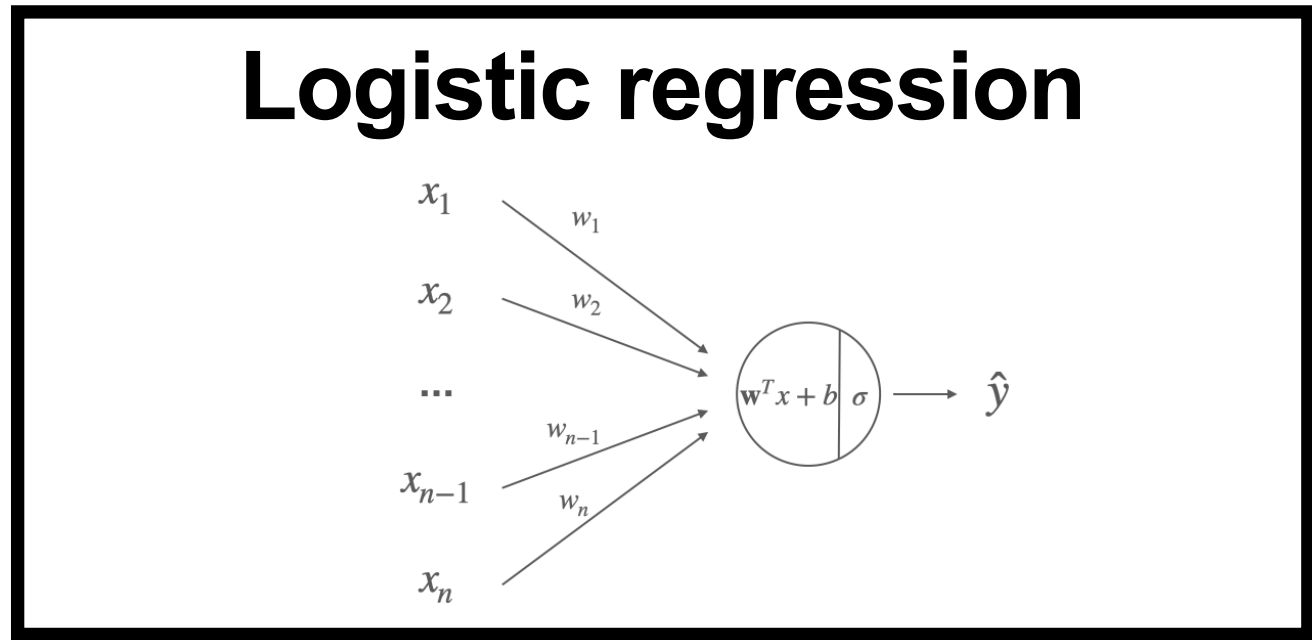 Logistic regression
x₁
w₁
x₂
w₂
...
wᵀx + b σ
ŷ
wₙ₋₁
xₙ₋₁
wₙ
xₙ